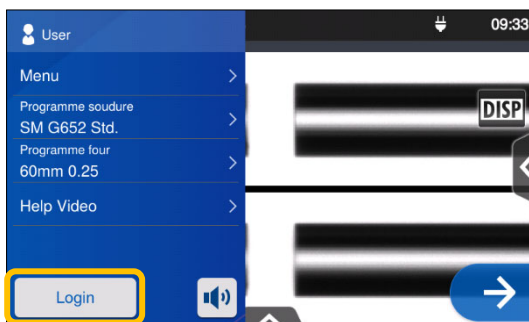 User
09:33
Menu
Programme soudure
SM G652 Std.
Programme four
60mm 0.25
Help Video
Login
DISP